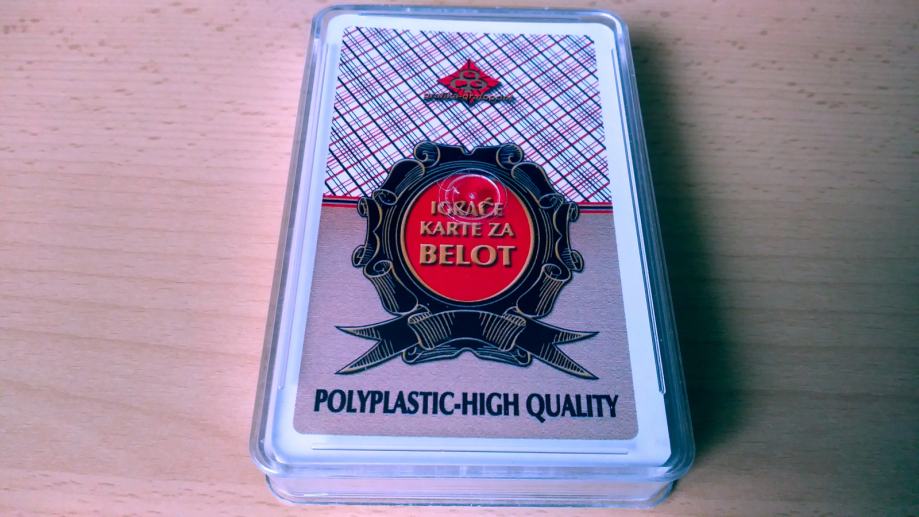 IGRAĆE
KARTE ZA
BELOT
POLYPLASTIC-HIGH QUALITY